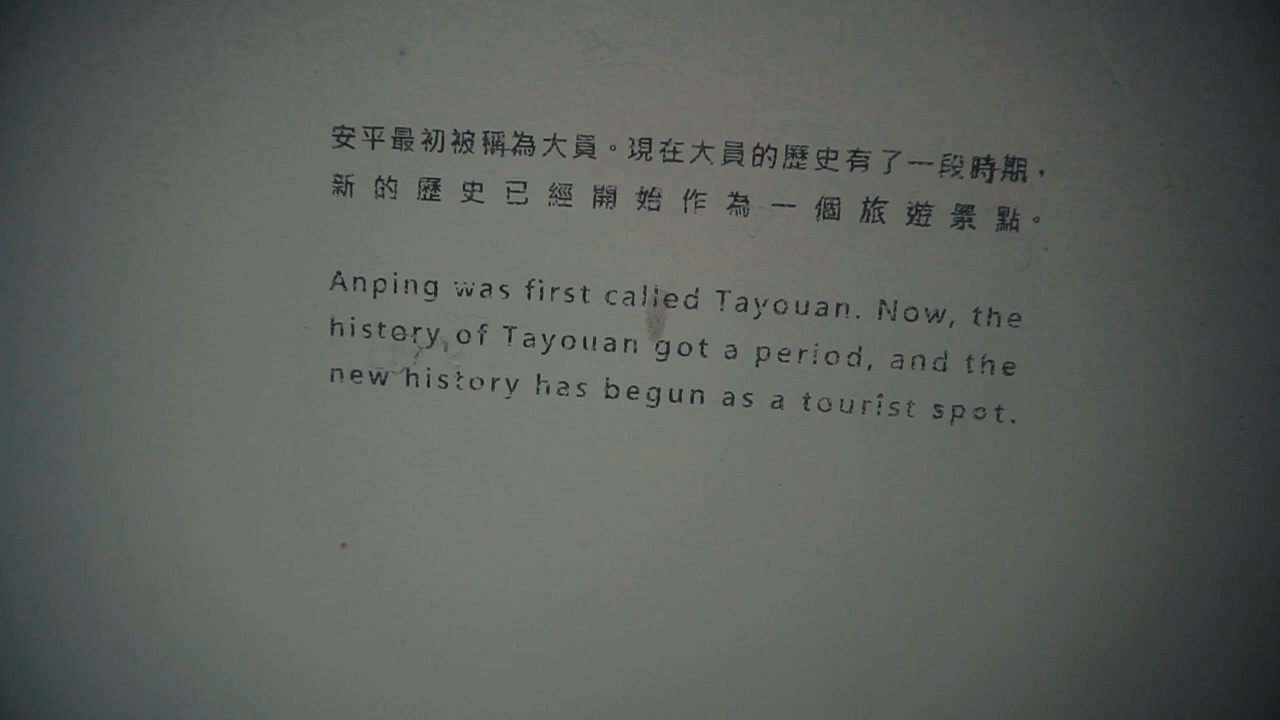 安平最初被稱為大員。現在大員的歷史有了一段時期，
新的歷史已經開始作為一個旅遊景點。
Anping was first called Tayouan. Now, the
history of Tayouan got a period, and the
new history has begun as a tourist spot.